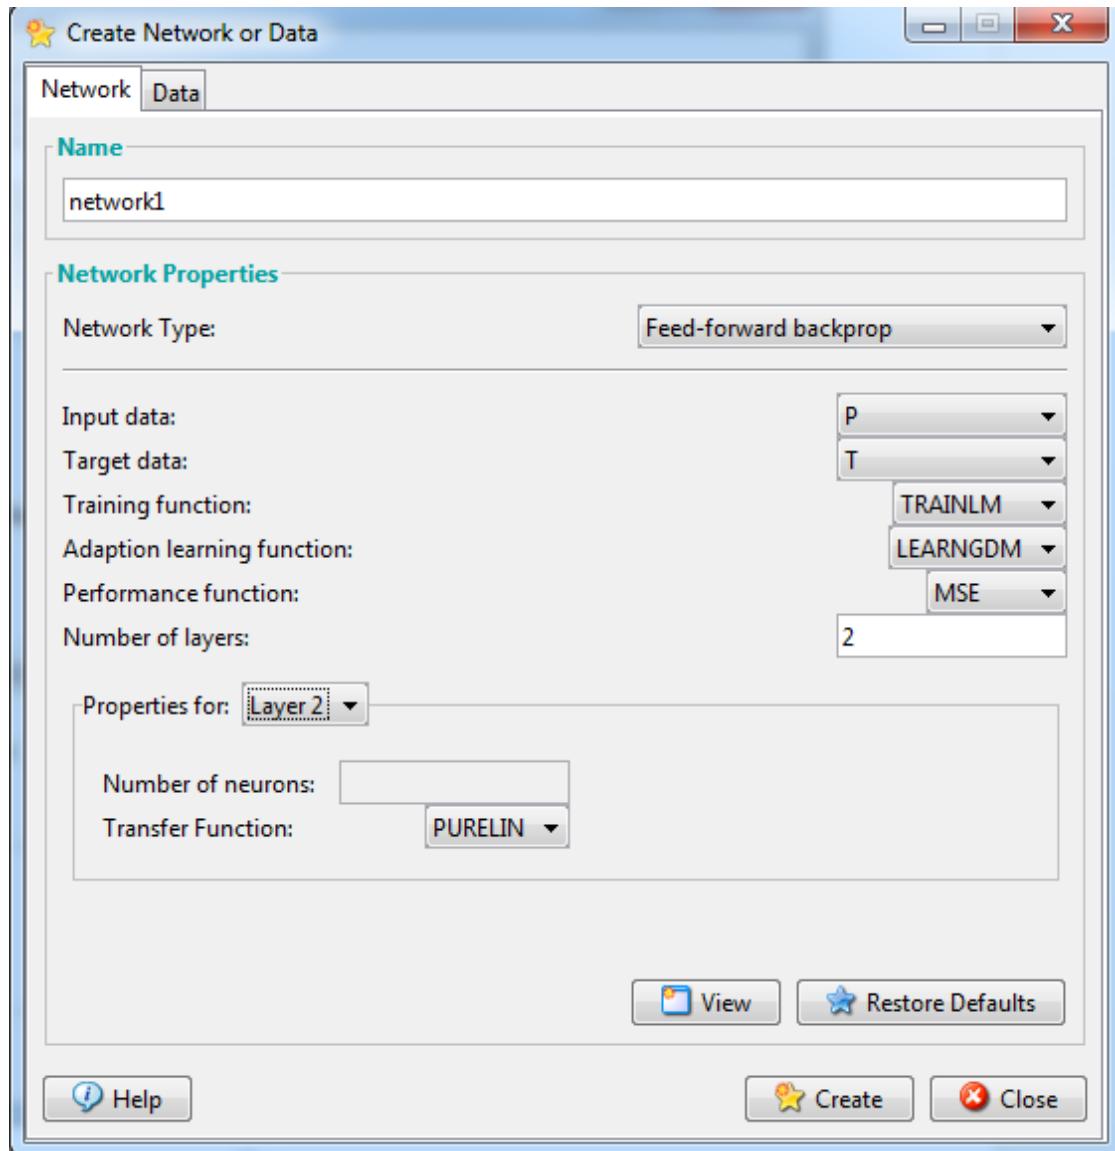 Create Network or Data
Network Data
Name
network1
Network Properties
Network Type: Feed-forward backprop
Input data: P
Target data: T
Training function: TRAINLM
Adaption learning function: LEARNGDM
Performance function: MSE
Number of layers: 2
Properties for: Layer 2
Number of neurons:
Transfer Function: PURELIN
View Restore Defaults
Help Create Close